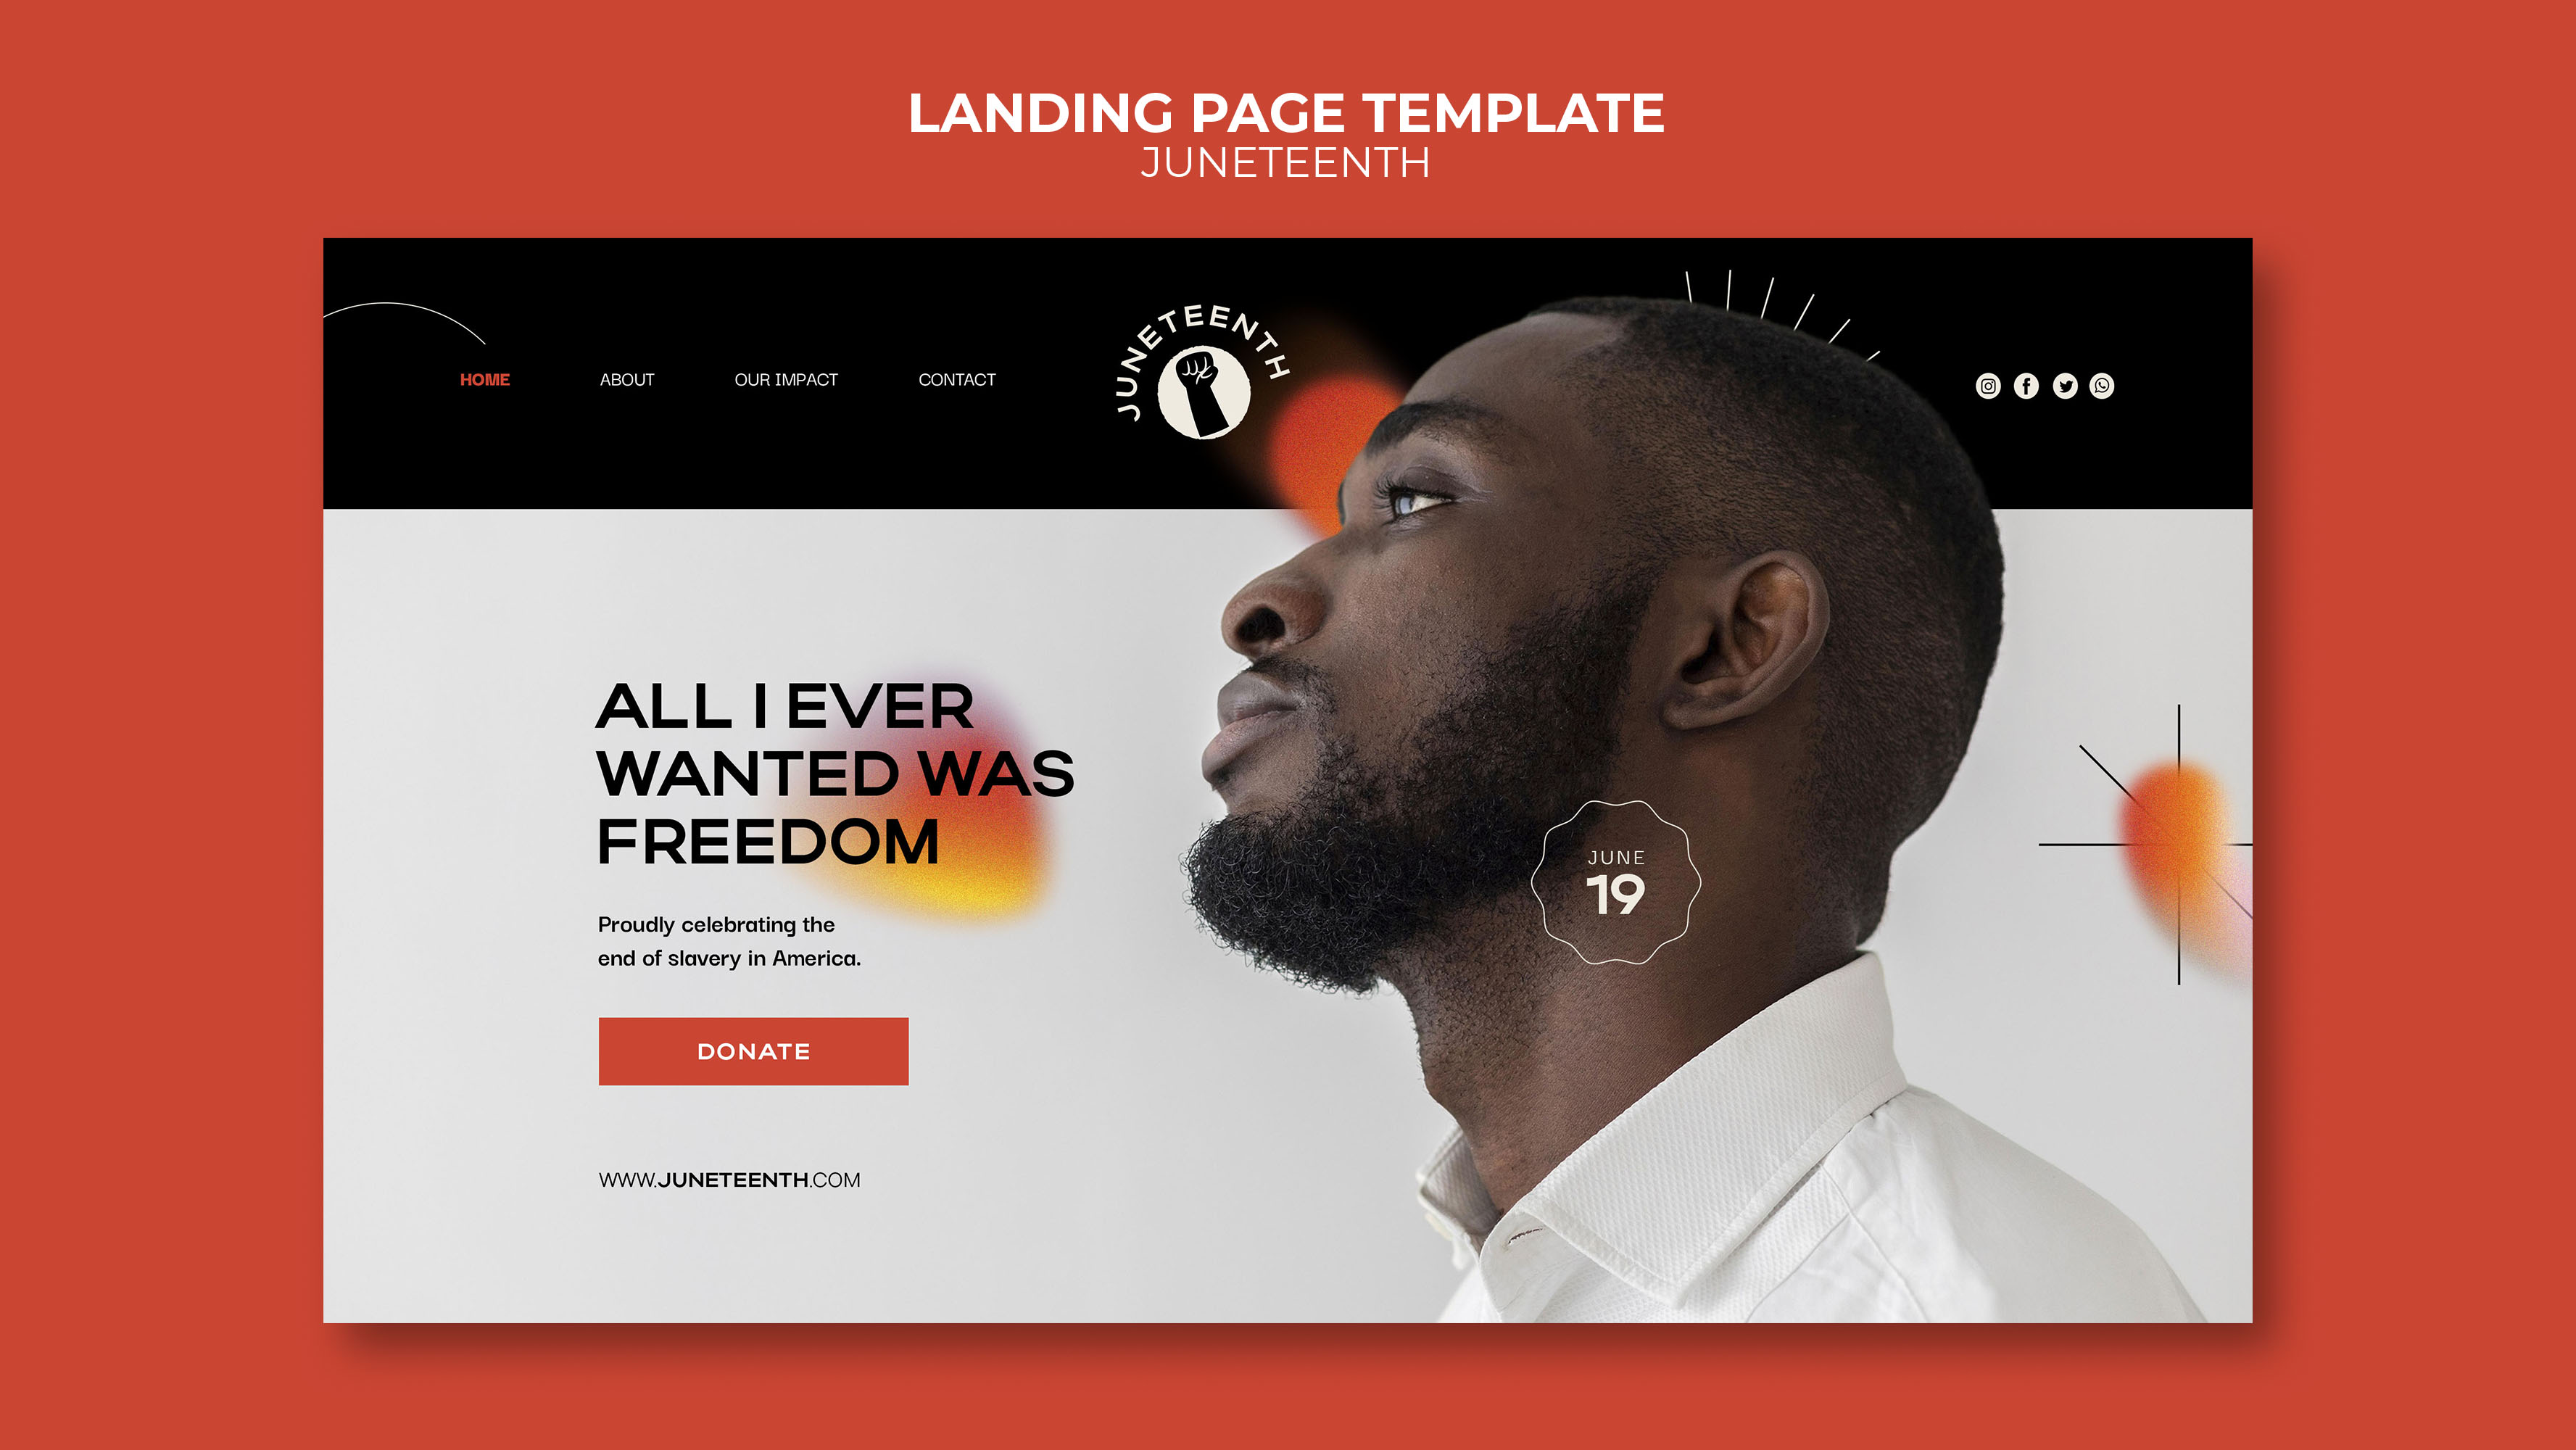 LANDING PAGE TEMPLATE
JUNETEENTH
HOME
ABOUT
OUR IMPACT
CONTACT
JUNETEENTH
ALL I EVER
WANTED WAS
FREEDOM
Proudly celebrating the
end of slavery in America.
DONATE
WWW.JUNETEENTH.COM
JUNE
19